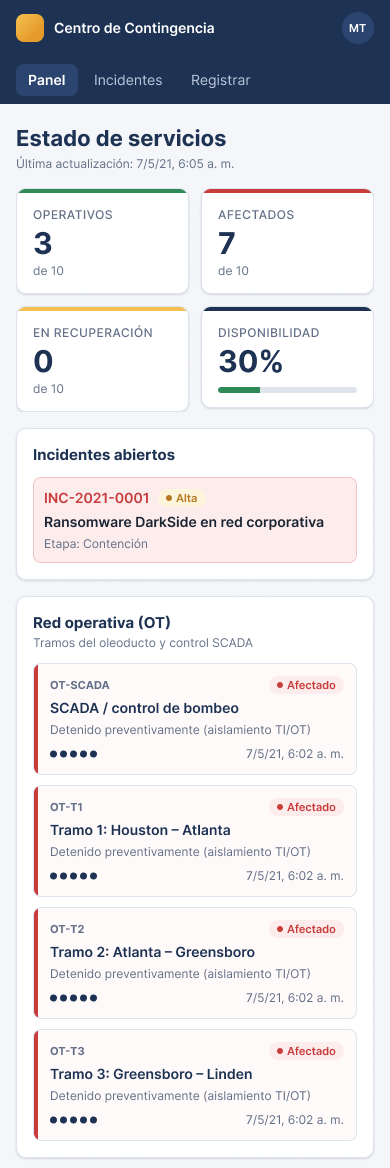 Centro de Contingencia
MT
Panel
Incidentes
Registrar
Estado de servicios
Última actualización: 7/5/21, 6:05 a. m.
OPERATIVOS
3
de 10
AFECTADOS
7
de 10
EN RECUPERACIÓN
0
de 10
DISPONIBILIDAD
30%
Incidentes abiertos
INC-2021-0001 Alta
Ransomware DarkSide en red corporativa
Etapa: Contención
Red operativa (OT)
Tramos del oleoducto y control SCADA
OT-SCADA Afectado
SCADA / control de bombeo
Detenido preventivamente (aislamiento TI/OT)
7/5/21, 6:02 a. m.
OT-T1 Afectado
Tramo 1: Houston – Atlanta
Detenido preventivamente (aislamiento TI/OT)
7/5/21, 6:02 a. m.
OT-T2 Afectado
Tramo 2: Atlanta – Greensboro
Detenido preventivamente (aislamiento TI/OT)
7/5/21, 6:02 a. m.
OT-T3 Afectado
Tramo 3: Greensboro – Linden
Detenido preventivamente (aislamiento TI/OT)
7/5/21, 6:02 a. m.